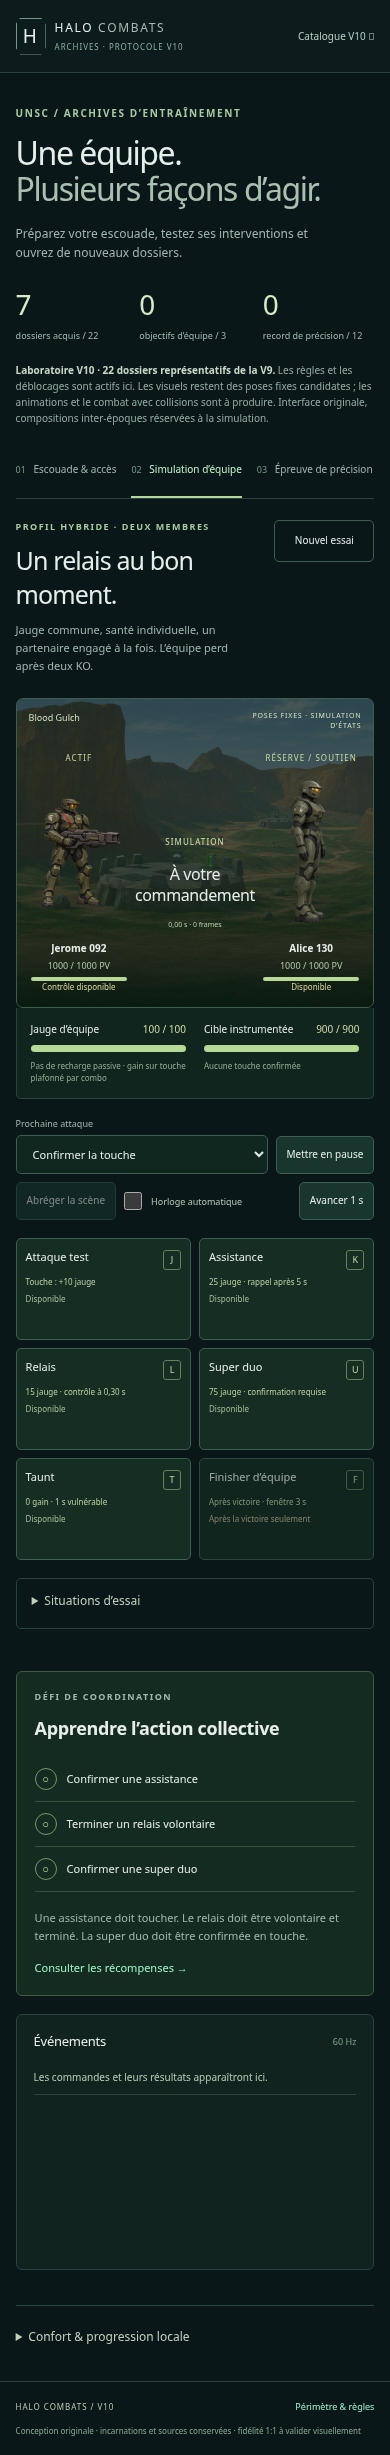 H
HALO COMBATS
ARCHIVES · PROTOCOLE V10
Catalogue V10
UNSC / ARCHIVES D’ENTRAÎNEMENT
Une équipe.
Plusieurs façons d’agir.
Préparez votre escouade, testez ses interventions et
ouvrez de nouveaux dossiers.
7 0 0
dossiers acquis / 22 objectifs d’équipe / 3 record de précision / 12
Laboratoire V10 · 22 dossiers représentatifs de la V9. Les règles et les
déblocages sont actifs ici. Les visuels restent des poses fixes candidates ; les
animations et le combat avec collisions sont à produire. Interface originale,
compositions inter-époques réservées à la simulation.
01 Escouade & accès 02 Simulation d’équipe 03 Épreuve de précision
PROFIL HYBRIDE · DEUX MEMBRES
Nouvel essai
Un relais au bon
moment.
Jauge commune, santé individuelle, un
partenaire engagé à la fois. L’équipe perd
après deux KO.
Blood Gulch
POSES FIXES · SIMULATION
D’ÉTATS
ACTIF
RÉSERVE / SOUTIEN
SIMULATION
À votre
commandement
0,00 s · 0 frames
Jerome 092
1000 / 1000 PV
Contrôle disponible
Alice 130
1000 / 1000 PV
Disponible
Jauge d’équipe 100 / 100
Pas de recharge passive · gain sur touche
plafonné par combo
Cible instrumentée 900 / 900
Aucune touche confirmée
Prochaine attaque
Confirmer la touche
Mettre en pause
Abréger la scène
Horloge automatique
Avancer 1 s
Attaque test J
Touche : +10 jauge
Disponible
Assistance K
25 jauge · rappel après 5 s
Disponible
Relais L
15 jauge · contrôle à 0,30 s
Disponible
Super duo U
75 jauge · confirmation requise
Disponible
Taunt T
0 gain · 1 s vulnérable
Disponible
Finisher d’équipe F
Après victoire · fenêtre 3 s
Après la victoire seulement
Situations d’essai
DÉFI DE COORDINATION
Apprendre l’action collective
Confirmer une assistance
Terminer un relais volontaire
Confirmer une super duo
Une assistance doit toucher. Le relais doit être volontaire et
terminé. La super duo doit être confirmée en touche.
Consulter les récompenses →
Événements 60 Hz
Les commandes et leurs résultats apparaîtront ici.
Confort & progression locale
HALO COMBATS / V10
Périmètre & règles
Conception originale · incarnations et sources conservées · fidélité 1:1 à valider visuellement